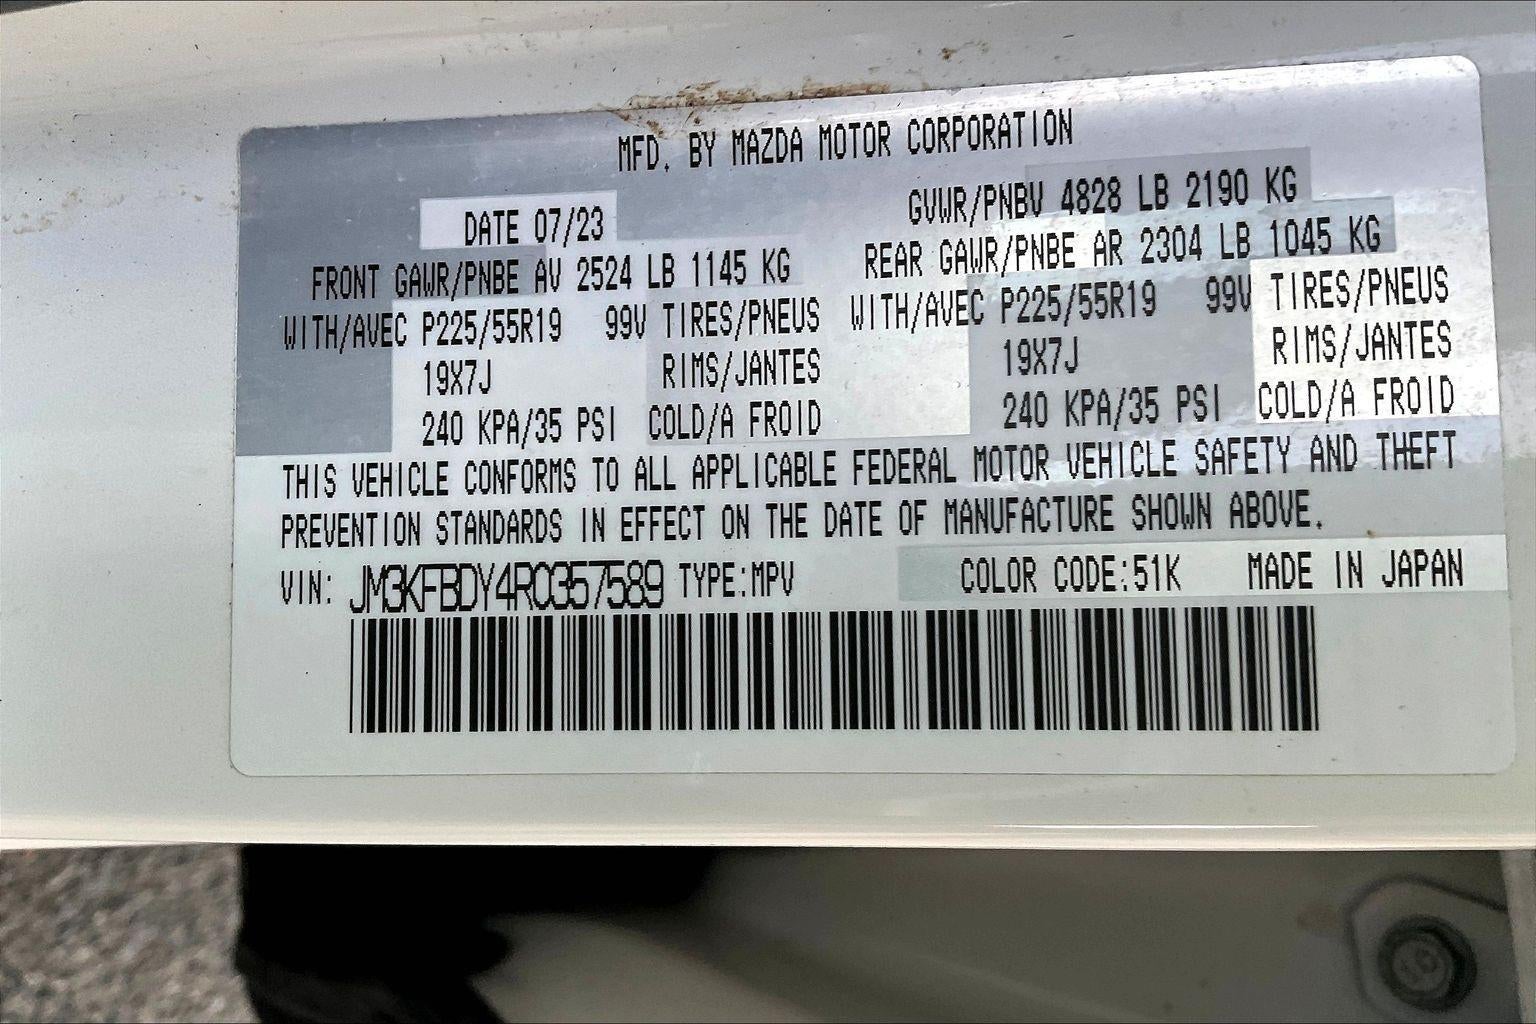 MFD. BY MAZDA MOTOR CORPORATION
DATE 07/23 GVWR/PNBV 4828 LB 2190 KG
FRONT GAWR/PNBE AV 2524 LB 1145 KG REAR GAWR/PNBE AR 2304 LB 1045 KG
WITH/AVEC P225/55R19 99V TIRES/PNEUS WITH/AVEC P225/55R19 99V TIRES/PNEUS
19X7J RIMS/JANTES 19X7J RIMS/JANTES
240 KPA/35 PSI COLD/A FROID 240 KPA/35 PSI COLD/A FROID
THIS VEHICLE CONFORMS TO ALL APPLICABLE FEDERAL MOTOR VEHICLE SAFETY AND THEFT
PREVENTION STANDARDS IN EFFECT ON THE DATE OF MANUFACTURE SHOWN ABOVE.
VIN: JM3KFBDY4R0357589 TYPE:MPV COLOR CODE:51K MADE IN JAPAN